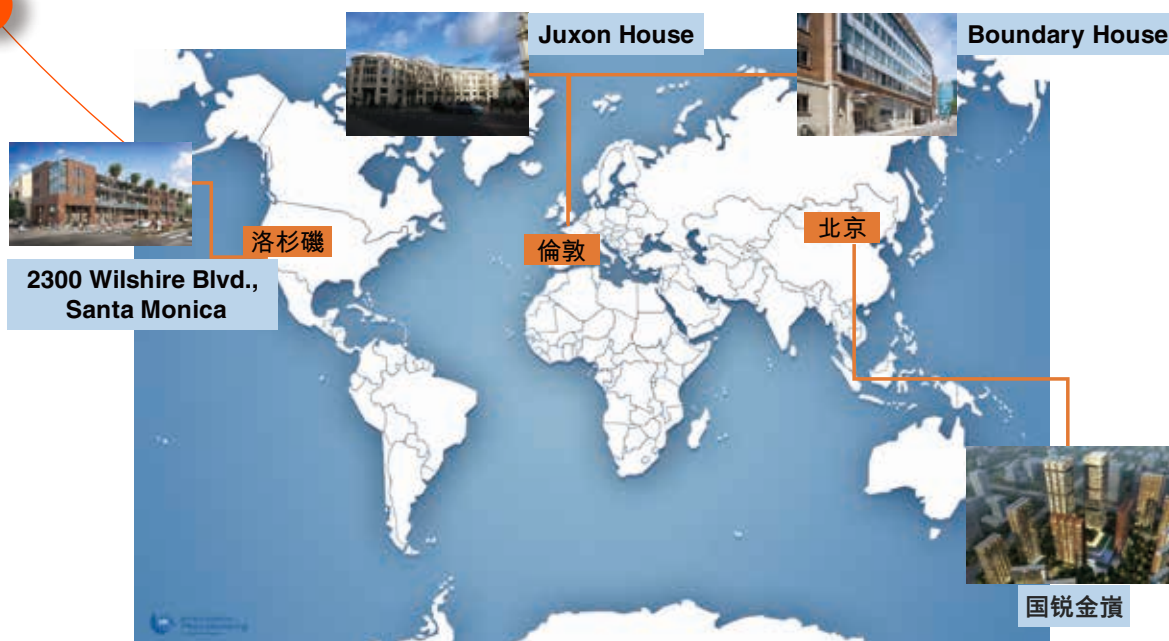 Juxon House
Boundary House
洛杉磯
倫敦
北京
2300 Wilshire Blvd.,
Santa Monica
国锐金嵿